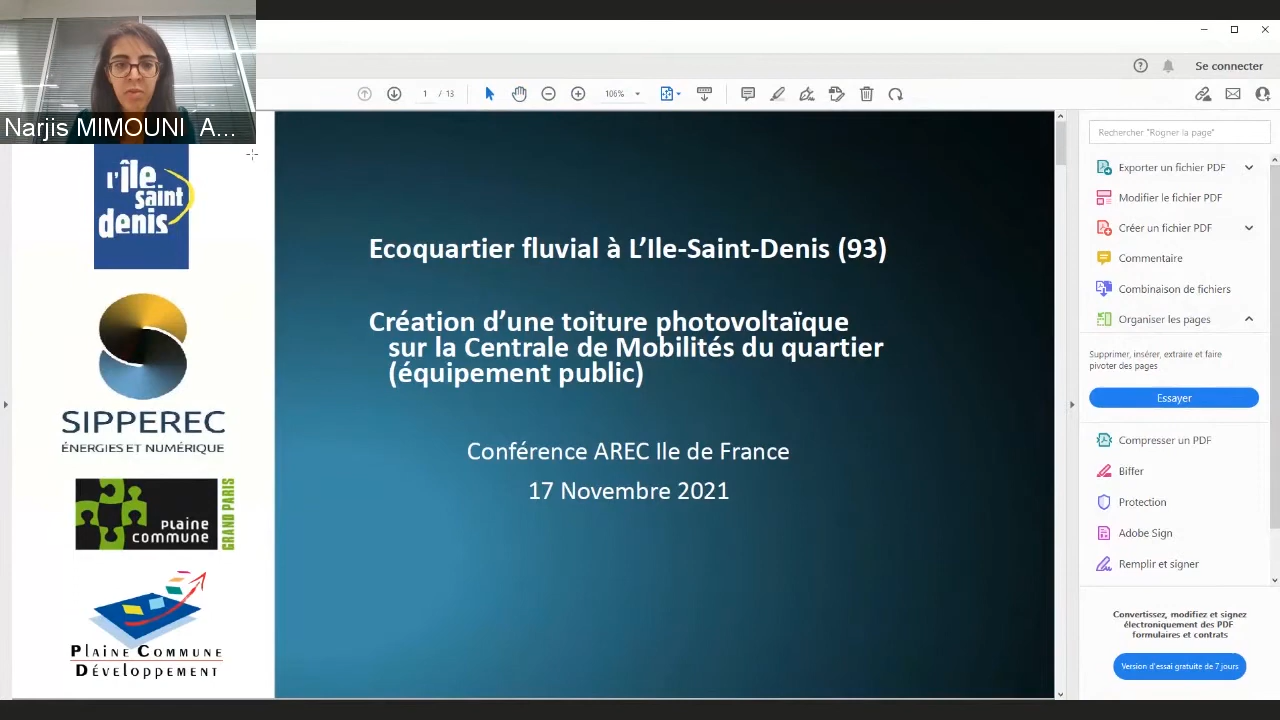 Narjis MIMOUNI A...
Se connecter
1 / 13
106%
l'île
saint
denis
SIPPEREC
ÉNERGIES ET NUMÉRIQUE
PLAINE
COMMUNE
GRAND PARIS
PLAINE COMMUNE
DÉVELOPPEMENT
Ecoquartier fluvial à L’Ile-Saint-Denis (93)
Création d’une toiture photovoltaïque
sur la Centrale de Mobilités du quartier
(équipement public)
Conférence AREC Ile de France
17 Novembre 2021
Rechercher "Rogner la page"
Exporter un fichier PDF
Modifier le fichier PDF
Créer un fichier PDF
Commentaire
Combinaison de fichiers
Organiser les pages
Supprimer, insérer, extraire et faire
pivoter des pages
Essayer
Compresser un PDF
Biffer
Protection
Adobe Sign
Remplir et signer
Convertissez, modifiez et signez
électroniquement des PDF
formulaires et contrats
Version d'essai gratuite de 7 jours